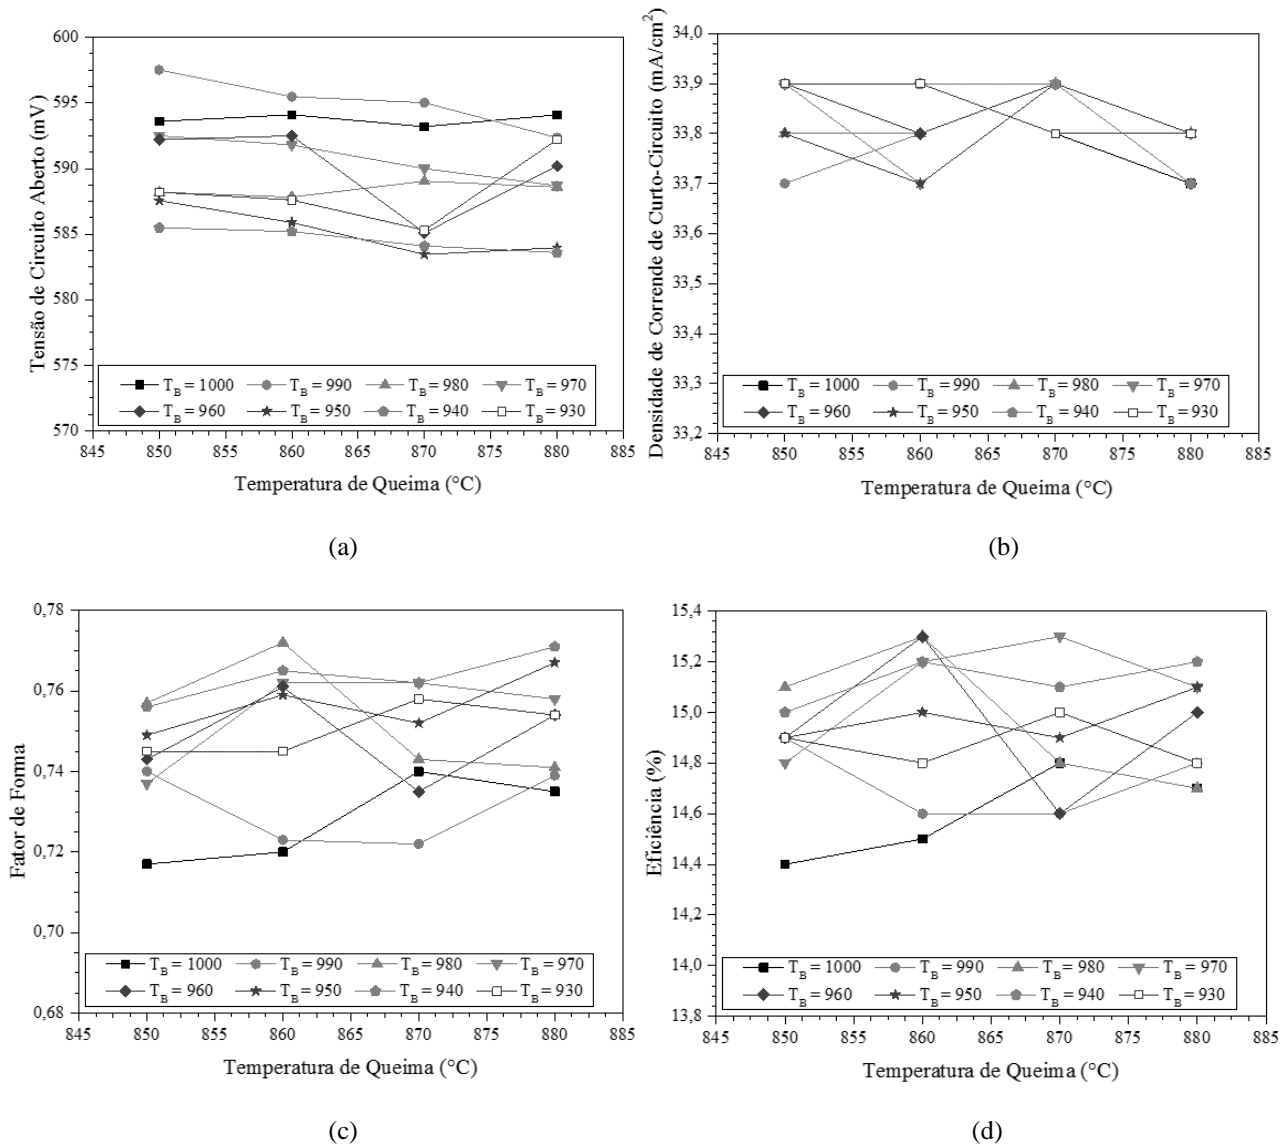 600
595
590
585
580
575
570
Tensão de Circuito Aberto (mV)
T_B = 1000 T_B = 990 T_B = 980 T_B = 970
T_B = 960 T_B = 950 T_B = 940 T_B = 930
845 850 855 860 865 870 875 880 885
Temperatura de Queima (°C)
(a)
34,0
33,9
33,8
33,7
33,6
33,5
33,4
33,3
33,2
Densidade de Corrende de Curto-Circuito (mA/cm²)
T_B = 1000 T_B = 990 T_B = 980 T_B = 970
T_B = 960 T_B = 950 T_B = 940 T_B = 930
845 850 855 860 865 870 875 880 885
Temperatura de Queima (°C)
(b)
0,78
0,76
0,74
0,72
0,70
0,68
Fator de Forma
T_B = 1000 T_B = 990 T_B = 980 T_B = 970
T_B = 960 T_B = 950 T_B = 940 T_B = 930
845 850 855 860 865 870 875 880 885
Temperatura de Queima (°C)
(c)
15,4
15,2
15,0
14,8
14,6
14,4
14,2
14,0
13,8
Eficiência (%)
T_B = 1000 T_B = 990 T_B = 980 T_B = 970
T_B = 960 T_B = 950 T_B = 940 T_B = 930
845 850 855 860 865 870 875 880 885
Temperatura de Queima (°C)
(d)